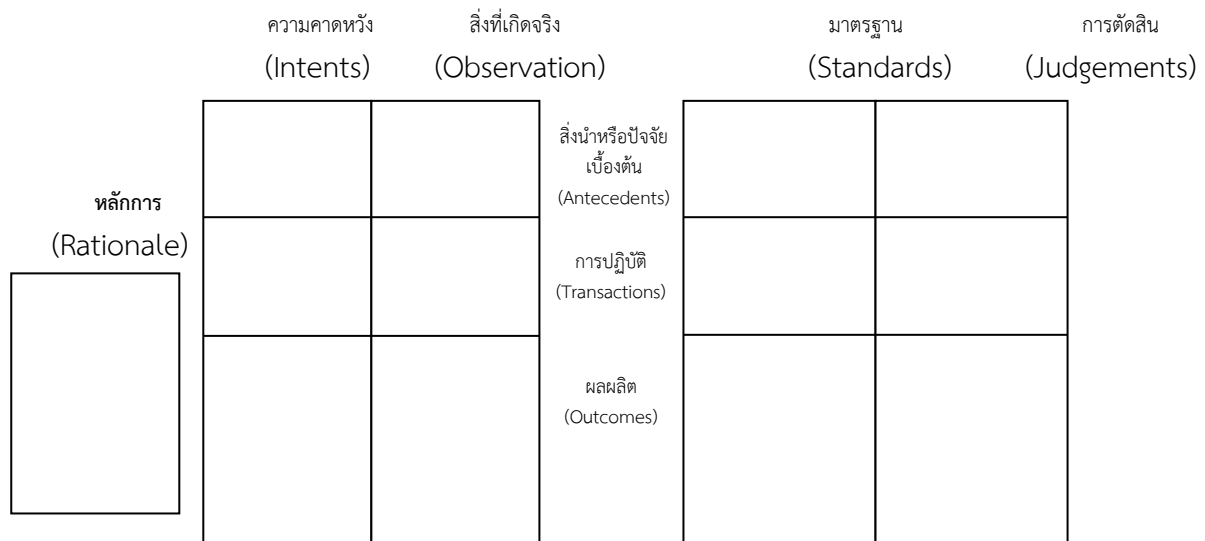 ความคาดหวัง
(Intents)
สิ่งที่เกิดจริง
(Observation)
มาตรฐาน
(Standards)
การตัดสิน
(Judgements)
หลักการ
(Rationale)
สิ่งนำหรือปัจจัย
เบื้องต้น
(Antecedents)
การปฏิบัติ
(Transactions)
ผลผลิต
(Outcomes)